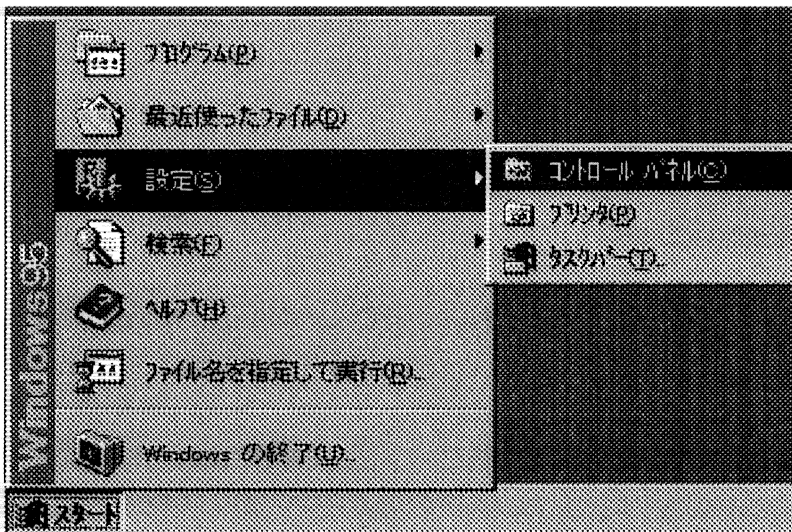 プログラム(P)
最近使ったファイル(D)
設定(S)
検索(F)
ヘルプ(H)
ファイル名を指定して実行(R)...
Windows の終了(U)...
コントロール パネル(C)
プリンタ(P)
タスクバー(T)...
Windows95
スタート